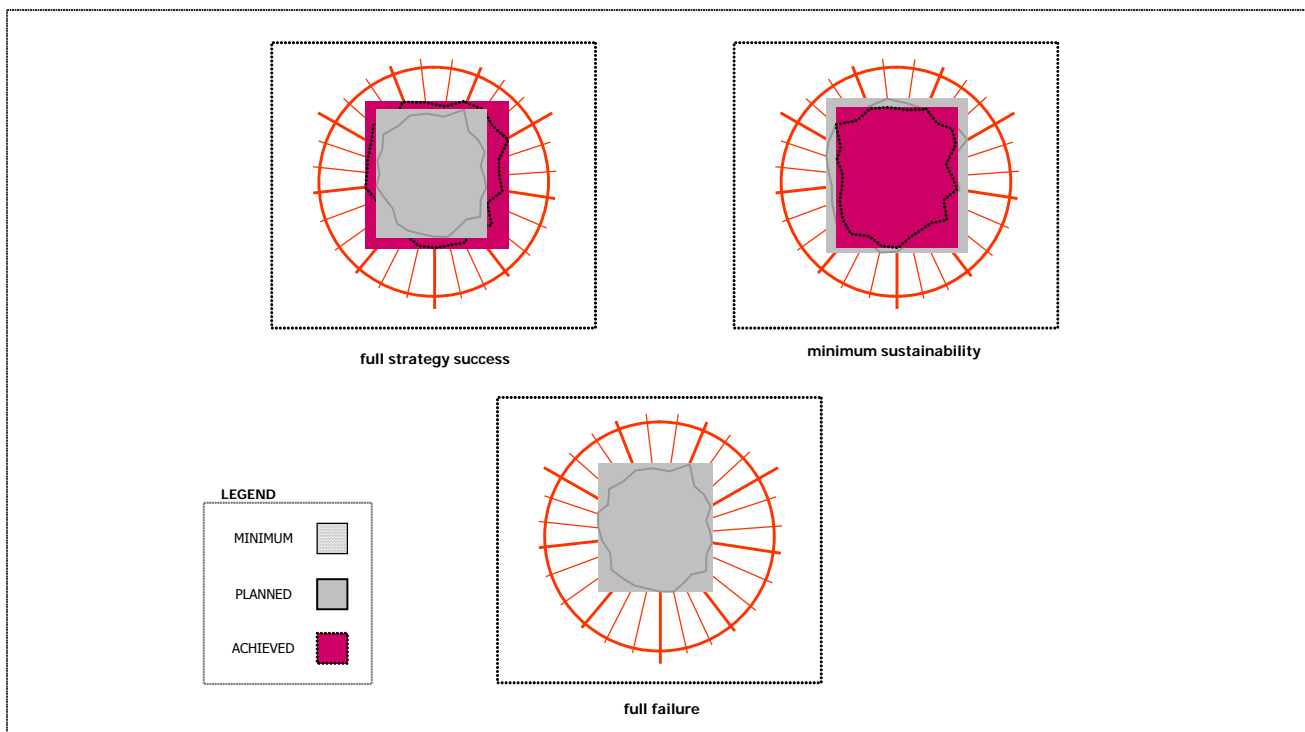 full strategy success
minimum sustainability
LEGEND
MINIMUM
PLANNED
ACHIEVED
full failure